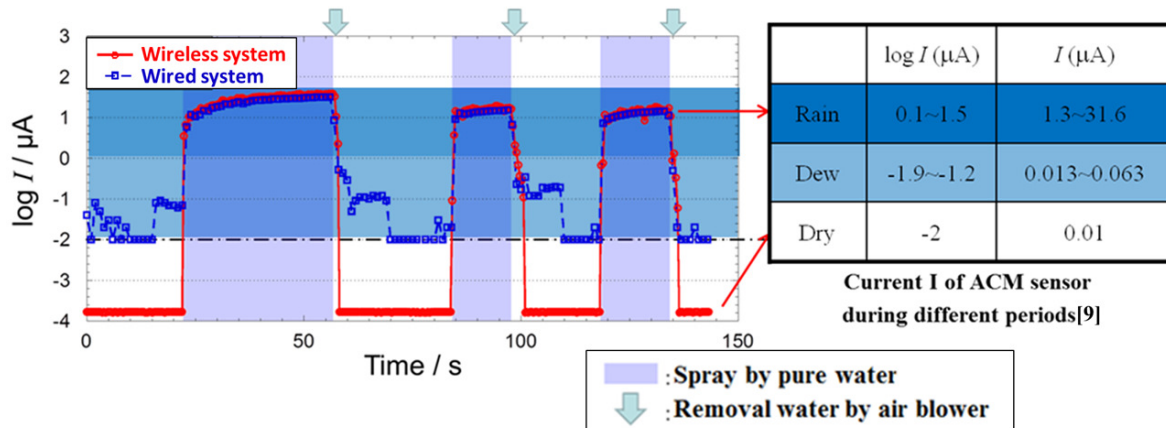 3
2
1
0
-1
-2
-3
-4
log I / μA
Wireless system
Wired system
0
50
100
150
Time / s
log I (μA) I (μA)
Rain 0.1~1.5 1.3~31.6
Dew -1.9~-1.2 0.013~0.063
Dry -2 0.01
Current I of ACM sensor
during different periods[9]
:Spray by pure water
:Removal water by air blower